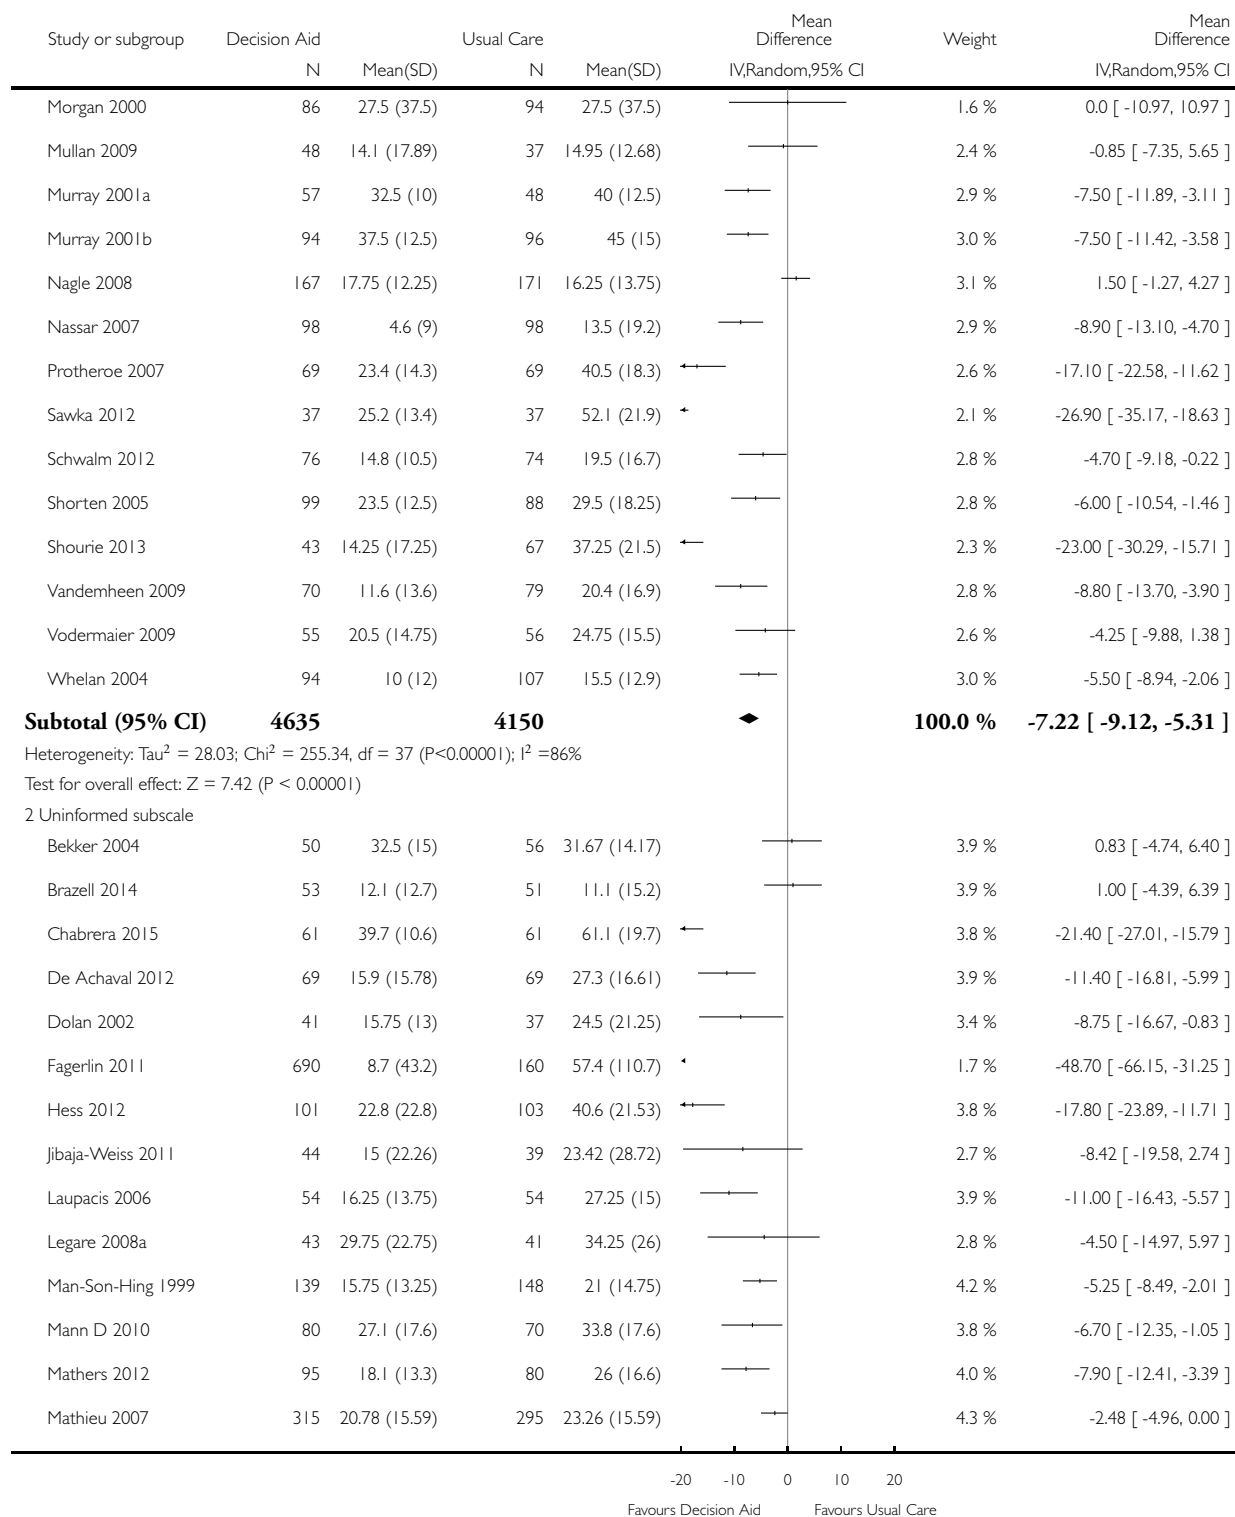 Mean Mean
Study or subgroup Decision Aid Usual Care Difference Weight Difference
N Mean(SD) N Mean(SD) IV,Random,95% CI IV,Random,95% CI
Morgan 2000 86 27.5 (37.5) 94 27.5 (37.5) 1.6 % 0.0 [ -10.97, 10.97 ]
Mullan 2009 48 14.1 (17.89) 37 14.95 (12.68) 2.4 % -0.85 [ -7.35, 5.65 ]
Murray 2001a 57 32.5 (10) 48 40 (12.5) 2.9 % -7.50 [ -11.89, -3.11 ]
Murray 2001b 94 37.5 (12.5) 96 45 (15) 3.0 % -7.50 [ -11.42, -3.58 ]
Nagle 2008 167 17.75 (12.25) 171 16.25 (13.75) 3.1 % 1.50 [ -1.27, 4.27 ]
Nassar 2007 98 4.6 (9) 98 13.5 (19.2) 2.9 % -8.90 [ -13.10, -4.70 ]
Protheroe 2007 69 23.4 (14.3) 69 40.5 (18.3) 2.6 % -17.10 [ -22.58, -11.62 ]
Sawka 2012 37 25.2 (13.4) 37 52.1 (21.9) 2.1 % -26.90 [ -35.17, -18.63 ]
Schwalm 2012 76 14.8 (10.5) 74 19.5 (16.7) 2.8 % -4.70 [ -9.18, -0.22 ]
Shorten 2005 99 23.5 (12.5) 88 29.5 (18.25) 2.8 % -6.00 [ -10.54, -1.46 ]
Shourie 2013 43 14.25 (17.25) 67 37.25 (21.5) 2.3 % -23.00 [ -30.29, -15.71 ]
Vandemheen 2009 70 11.6 (13.6) 79 20.4 (16.9) 2.8 % -8.80 [ -13.70, -3.90 ]
Vodermaier 2009 55 20.5 (14.75) 56 24.75 (15.5) 2.6 % -4.25 [ -9.88, 1.38 ]
Whelan 2004 94 10 (12) 107 15.5 (12.9) 3.0 % -5.50 [ -8.94, -2.06 ]
Subtotal (95% CI) 4635 4150 100.0 % -7.22 [ -9.12, -5.31 ]
Heterogeneity: Tau² = 28.03; Chi² = 255.34, df = 37 (P<0.00001); I² =86%
Test for overall effect: Z = 7.42 (P < 0.00001)
2 Uninformed subscale
Bekker 2004 50 32.5 (15) 56 31.67 (14.17) 3.9 % 0.83 [ -4.74, 6.40 ]
Brazell 2014 53 12.1 (12.7) 51 11.1 (15.2) 3.9 % 1.00 [ -4.39, 6.39 ]
Chabrera 2015 61 39.7 (10.6) 61 61.1 (19.7) 3.8 % -21.40 [ -27.01, -15.79 ]
De Achaval 2012 69 15.9 (15.78) 69 27.3 (16.61) 3.9 % -11.40 [ -16.81, -5.99 ]
Dolan 2002 41 15.75 (13) 37 24.5 (21.25) 3.4 % -8.75 [ -16.67, -0.83 ]
Fagerlin 2011 690 8.7 (43.2) 160 57.4 (110.7) 1.7 % -48.70 [ -66.15, -31.25 ]
Hess 2012 101 22.8 (22.8) 103 40.6 (21.53) 3.8 % -17.80 [ -23.89, -11.71 ]
Jibaja-Weiss 2011 44 15 (22.26) 39 23.42 (28.72) 2.7 % -8.42 [ -19.58, 2.74 ]
Laupacis 2006 54 16.25 (13.75) 54 27.25 (15) 3.9 % -11.00 [ -16.43, -5.57 ]
Legare 2008a 43 29.75 (22.75) 41 34.25 (26) 2.8 % -4.50 [ -14.97, 5.97 ]
Man-Son-Hing 1999 139 15.75 (13.25) 148 21 (14.75) 4.2 % -5.25 [ -8.49, -2.01 ]
Mann D 2010 80 27.1 (17.6) 70 33.8 (17.6) 3.8 % -6.70 [ -12.35, -1.05 ]
Mathers 2012 95 18.1 (13.3) 80 26 (16.6) 4.0 % -7.90 [ -12.41, -3.39 ]
Mathieu 2007 315 20.78 (15.59) 295 23.26 (15.59) 4.3 % -2.48 [ -4.96, 0.00 ]
-20 -10 0 10 20
Favours Decision Aid Favours Usual Care